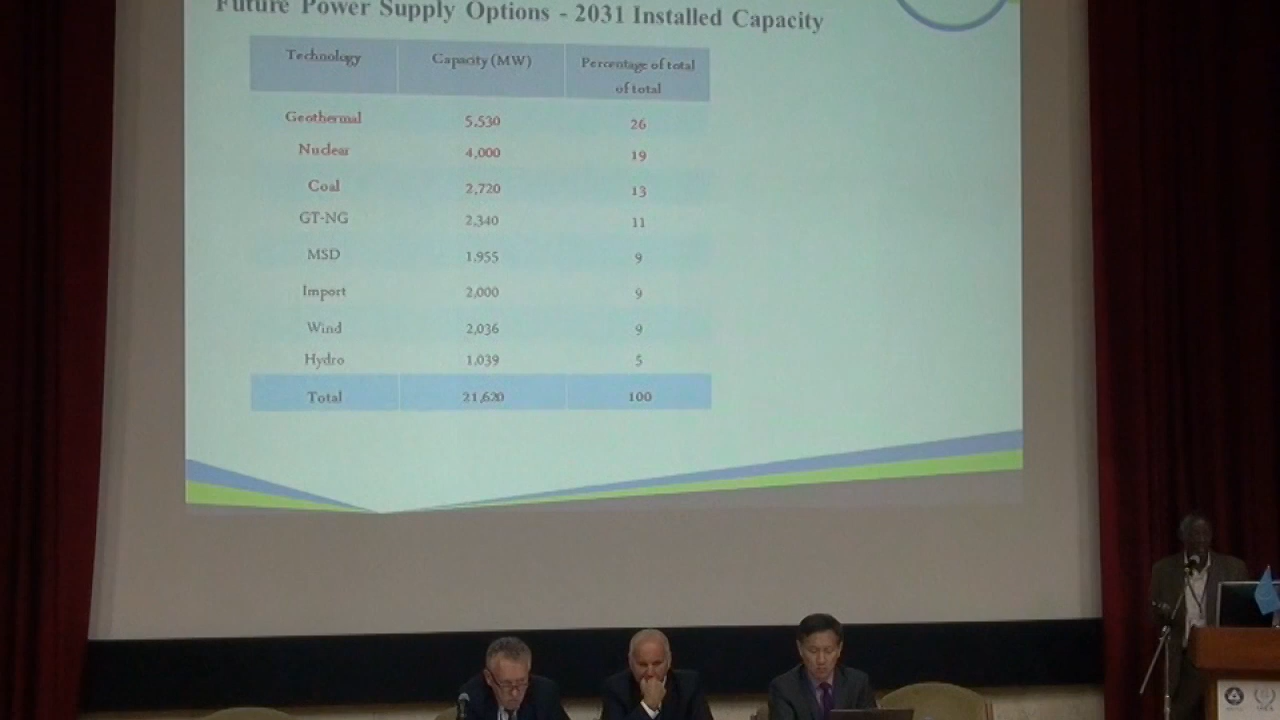 Future Power Supply Options - 2031 Installed Capacity
Technology Capacity (MW) Percentage of total
of total
Geothermal 5,530 26
Nuclear 4,000 19
Coal 2,720 13
GT-NG 2,340 11
MSD 1,955 9
Import 2,000 9
Wind 2,036 9
Hydro 1,039 5
Total 21,620 100